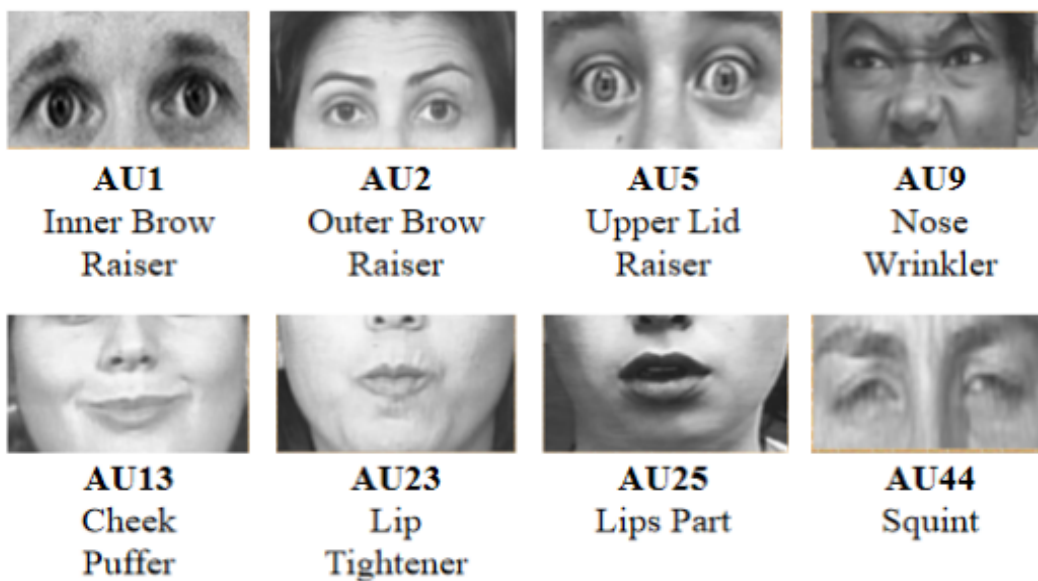 AU1
Inner Brow
Raiser
AU2
Outer Brow
Raiser
AU5
Upper Lid
Raiser
AU9
Nose
Wrinkler
AU13
Cheek
Puffer
AU23
Lip
Tightener
AU25
Lips Part
AU44
Squint